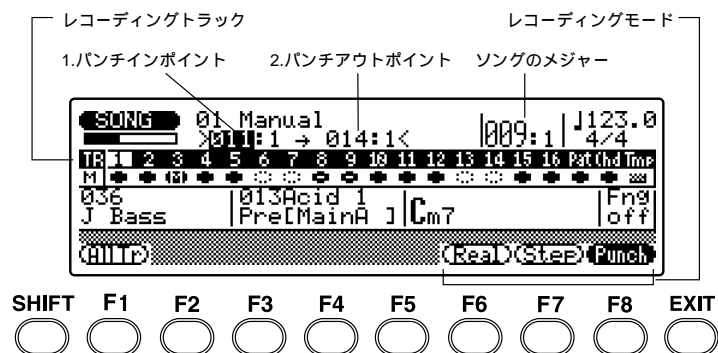 レコーディングトラック レコーディングモード
1.パンチインポイント 2.パンチアウトポイント ソングのメジャー
SONG 01 Manual 009:1 ♩123.0
>011:1 → 014:1< 4/4
TR 1 2 3 4 5 6 7 8 9 10 11 12 13 14 15 16 Pat Chd Tmp
M
036 013Acid 1 Cm7 Fng
J Bass Pre[MainA ] off
(AllTr) (Real) (Step) (Punch)
SHIFT F1 F2 F3 F4 F5 F6 F7 F8 EXIT